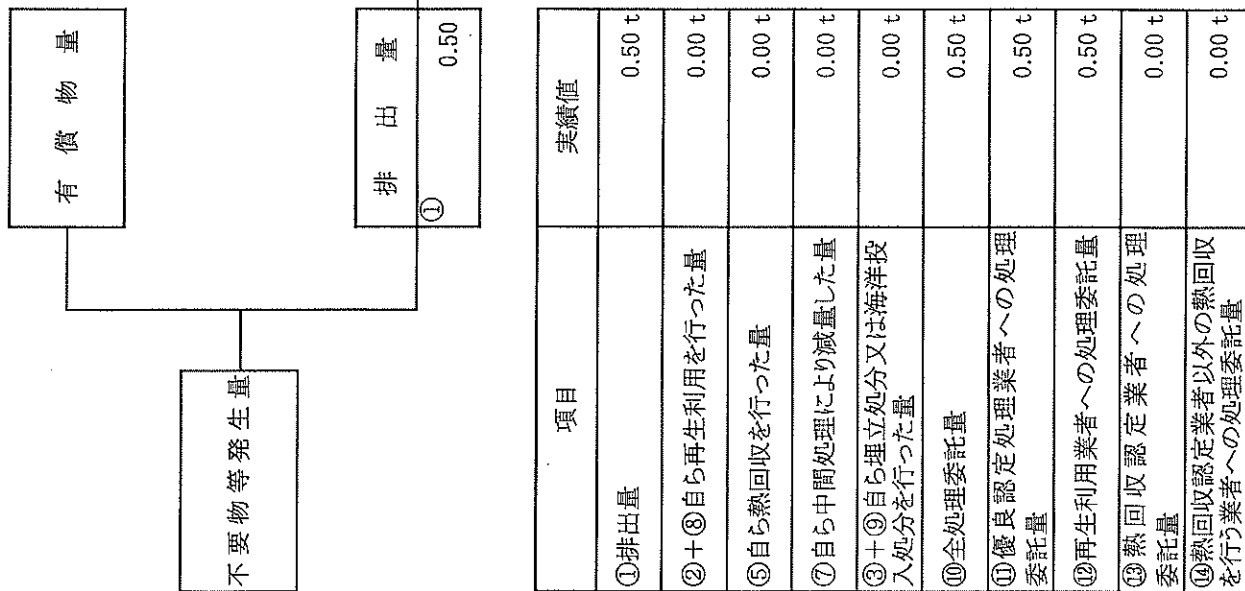 有償物量
不要物等発生量
排出量
①
0.50
項目
実績値
①排出量
0.50 t
②+⑧自ら再生利用を行った量
0.00 t
⑤自ら熱回収を行った量
0.00 t
⑦自ら中間処理により減量した量
0.00 t
③+⑨自ら埋立処分又は海洋投
入処分を行った量
0.00 t
⑩全処理委託量
0.50 t
⑪優良認定処理業者への処理
委託量
0.50 t
⑫再生利用業者への処理委託量
0.50 t
⑬熱回収認定業者への処理
委託量
0.00 t
⑭熱回収認定業者以外の熱回収
を行う業者への処理委託量
0.00 t